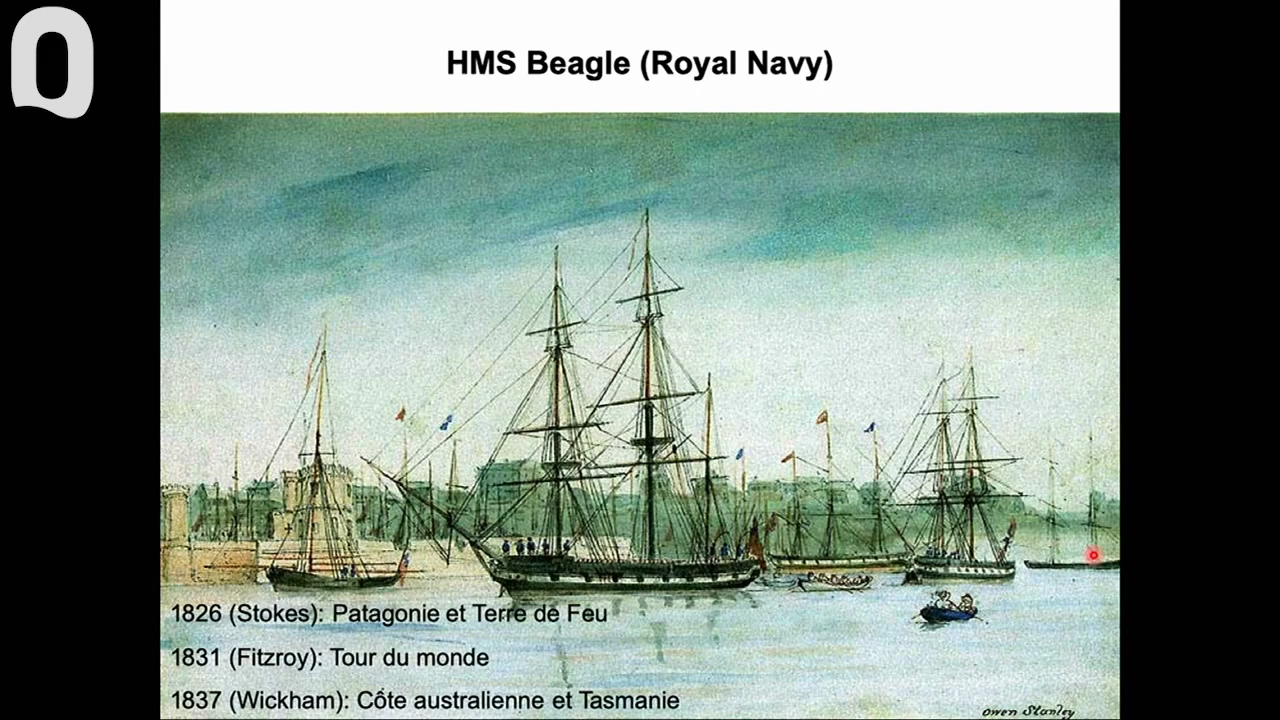 Q
HMS Beagle (Royal Navy)
1826 (Stokes): Patagonie et Terre de Feu
1831 (Fitzroy): Tour du monde
1837 (Wickham): Côte australienne et Tasmanie
Owen Stanley